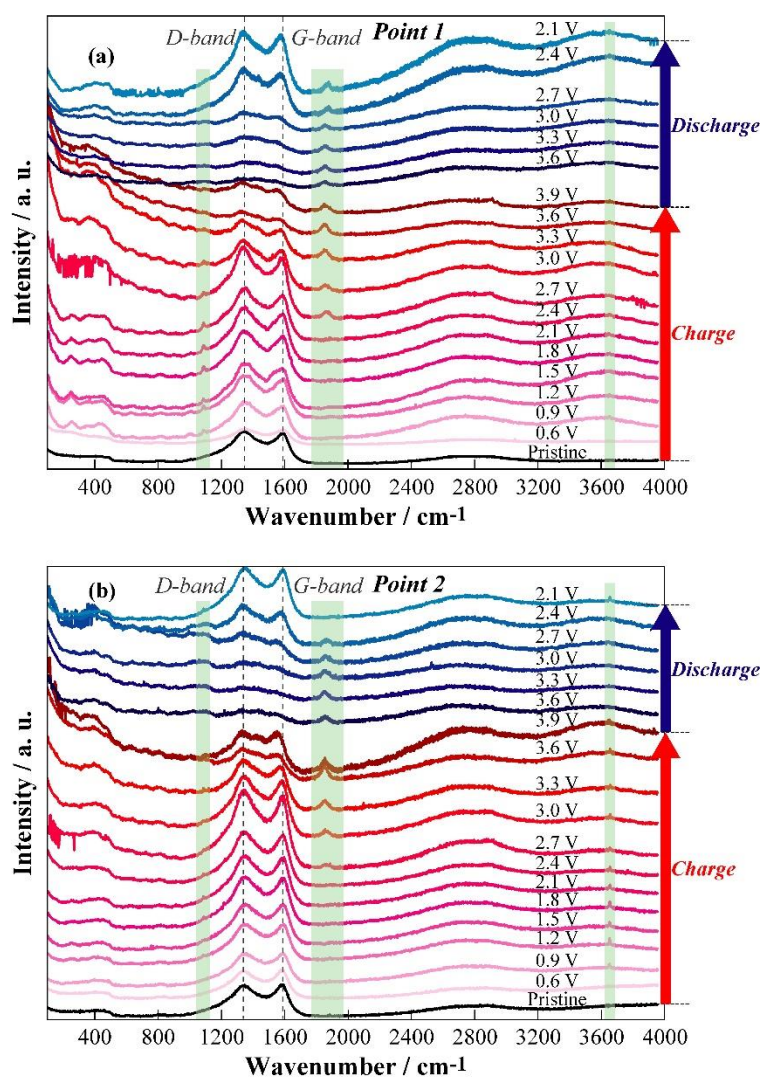 D-band G-band Point 1
(a)
2.1 V
2.4 V
2.7 V
3.0 V
3.3 V
3.6 V
3.9 V
3.6 V
3.3 V
3.0 V
2.7 V
2.4 V
2.1 V
1.8 V
1.5 V
1.2 V
0.9 V
0.6 V
Pristine
Discharge
Charge
Intensity / a. u.
400 800 1200 1600 2000 2400 2800 3200 3600 4000
Wavenumber / cm-1
(b) D-band G-band Point 2
2.1 V
2.4 V
2.7 V
3.0 V
3.3 V
3.6 V
3.9 V
3.6 V
3.3 V
3.0 V
2.7 V
2.4 V
2.1 V
1.8 V
1.5 V
1.2 V
0.9 V
0.6 V
Pristine
Discharge
Charge
Intensity / a. u.
400 800 1200 1600 2000 2400 2800 3200 3600 4000
Wavenumber / cm-1